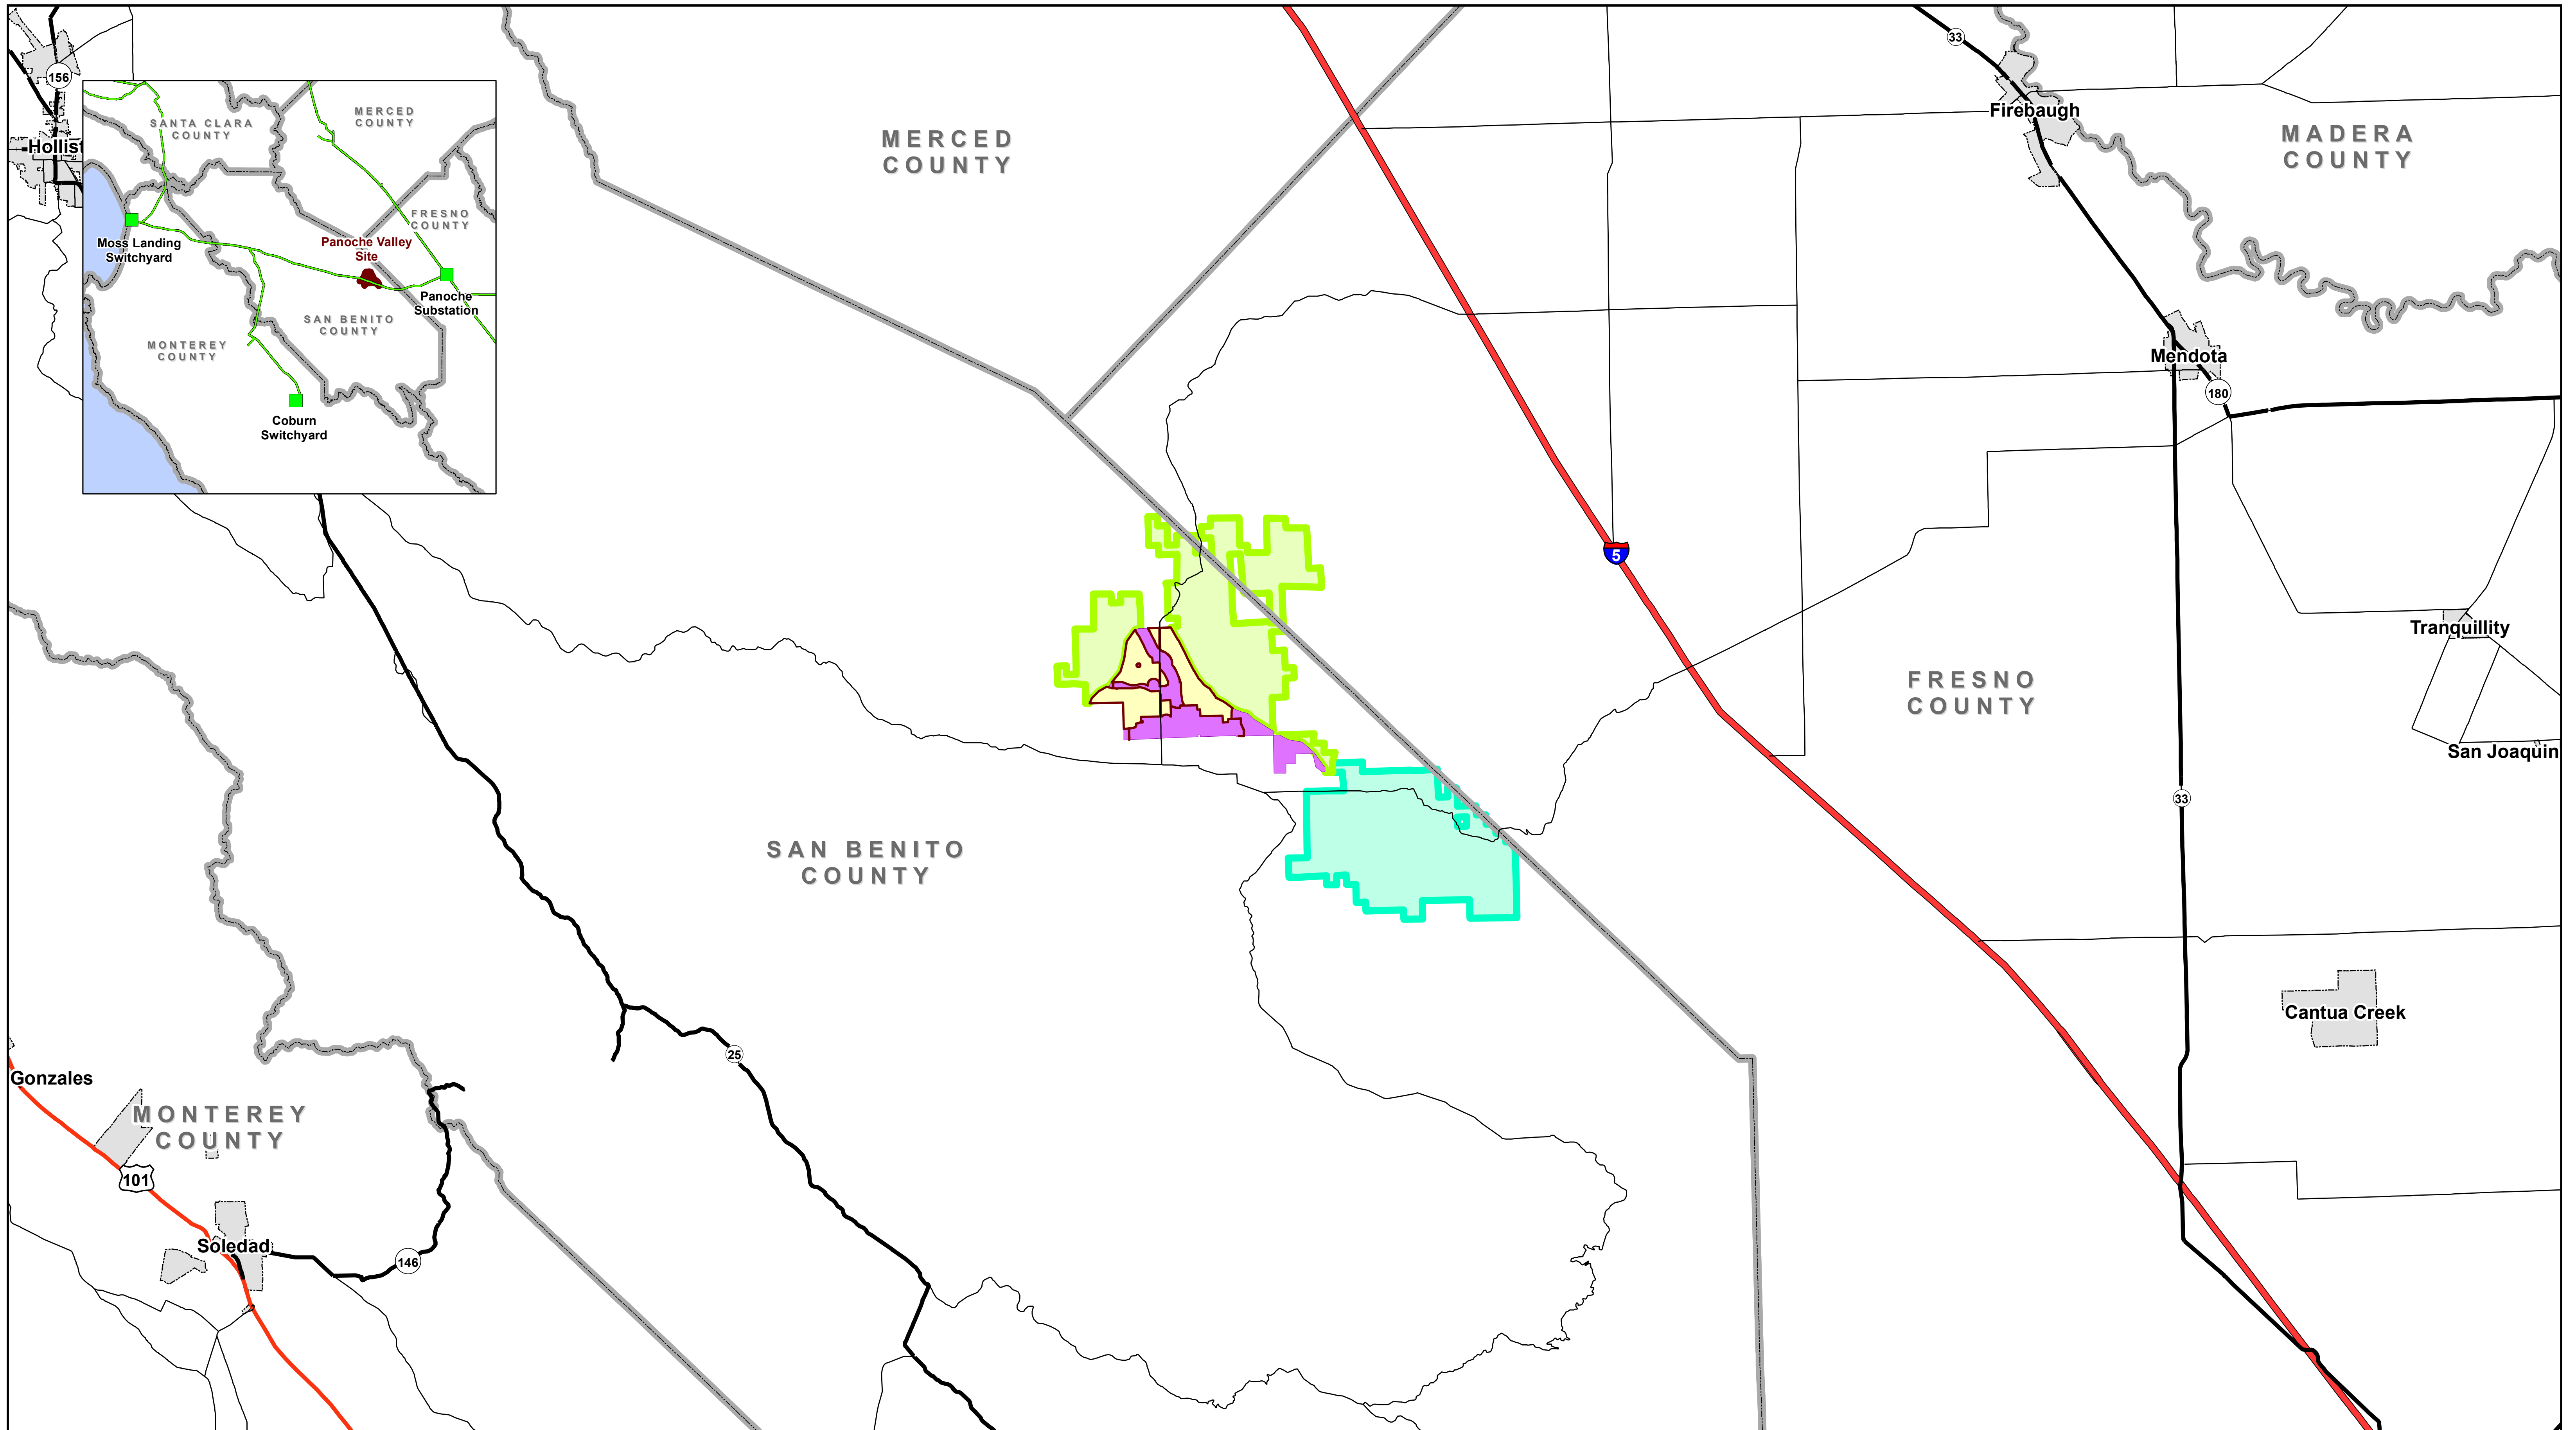 33
156
Firebaugh
MERCED
COUNTY
MADERA
COUNTY
Hollist
MERCED
COUNTY
SANTA CLARA
COUNTY
FRESNO
COUNTY
Moss Landing
Switchyard
Panoche Valley
Site
Panoche
Substation
SAN BENITO
COUNTY
MONTEREY
COUNTY
Coburn
Switchyard
Mendota
180
5
Tranquillity
FRESNO
COUNTY
San Joaquin
33
SAN BENITO
COUNTY
Cantua Creek
25
Gonzales
MONTEREY
COUNTY
101
Soledad
146